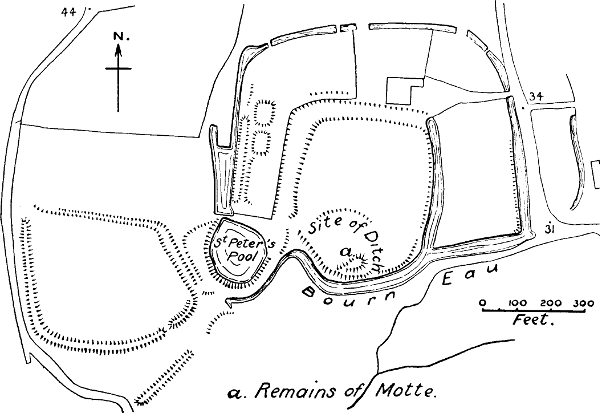 44
N.
34
St Peter's
Pool
Site of Ditch
a.
31
Bourn Eau
0 100 200 300
Feet.
a. Remains of Motte.